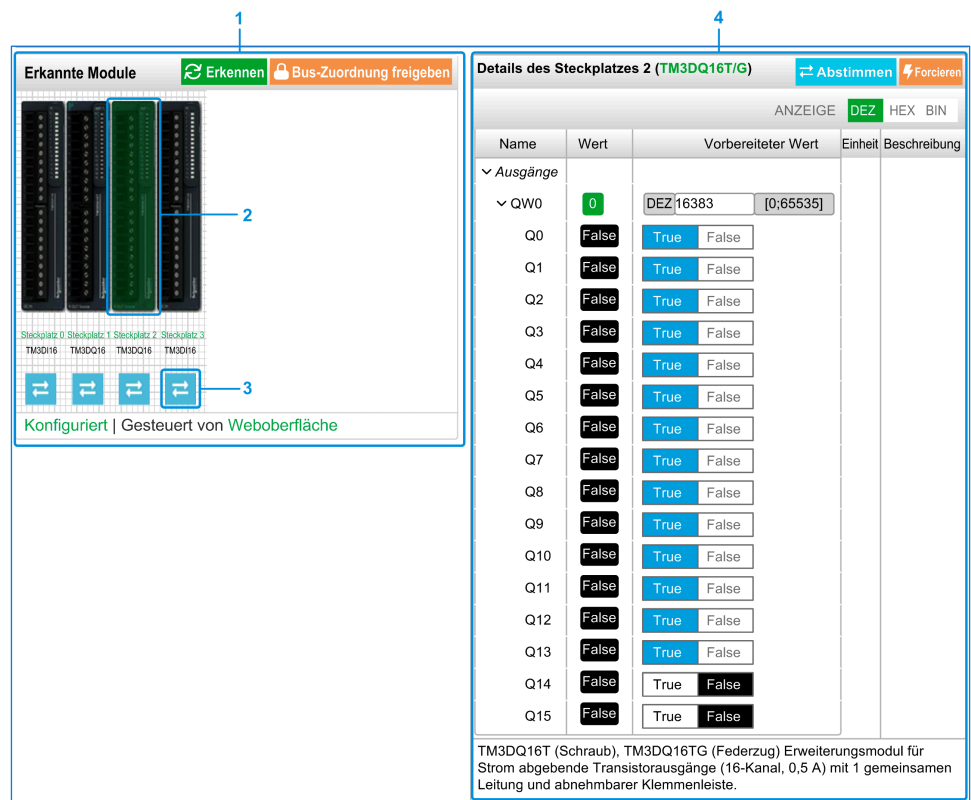 1
4
Erkannte Module
Erkennen
Bus-Zuordnung freigeben
2
Steckplatz 0 Steckplatz 1 Steckplatz 2 Steckplatz 3
TM3DI16 TM3DQ16 TM3DQ16 TM3DI16
3
Konfiguriert | Gesteuert von Weboberfläche
Details des Steckplatzes 2 (TM3DQ16T/G)
Abstimmen
Forcieren
ANZEIGE DEZ HEX BIN
Name Wert Vorbereiteter Wert Einheit Beschreibung
Ausgänge
QW0 0 DEZ 16383 [0;65535]
Q0 False True False
Q1 False True False
Q2 False True False
Q3 False True False
Q4 False True False
Q5 False True False
Q6 False True False
Q7 False True False
Q8 False True False
Q9 False True False
Q10 False True False
Q11 False True False
Q12 False True False
Q13 False True False
Q14 False True False
Q15 False True False
TM3DQ16T (Schraub), TM3DQ16TG (Federzug) Erweiterungsmodul für
Strom abgebende Transistorausgänge (16-Kanal, 0,5 A) mit 1 gemeinsamen
Leitung und abnehmbarer Klemmenleiste.